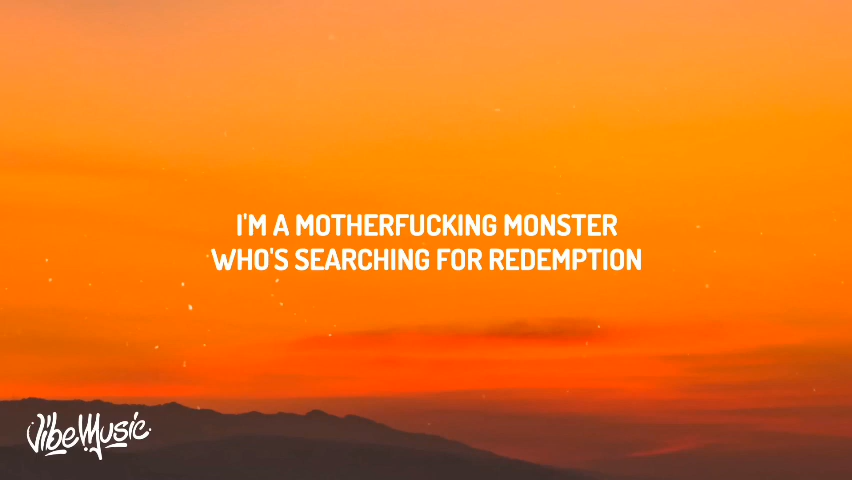 I'M A MOTHERFUCKING MONSTER
WHO'S SEARCHING FOR REDEMPTION
VibeMusic